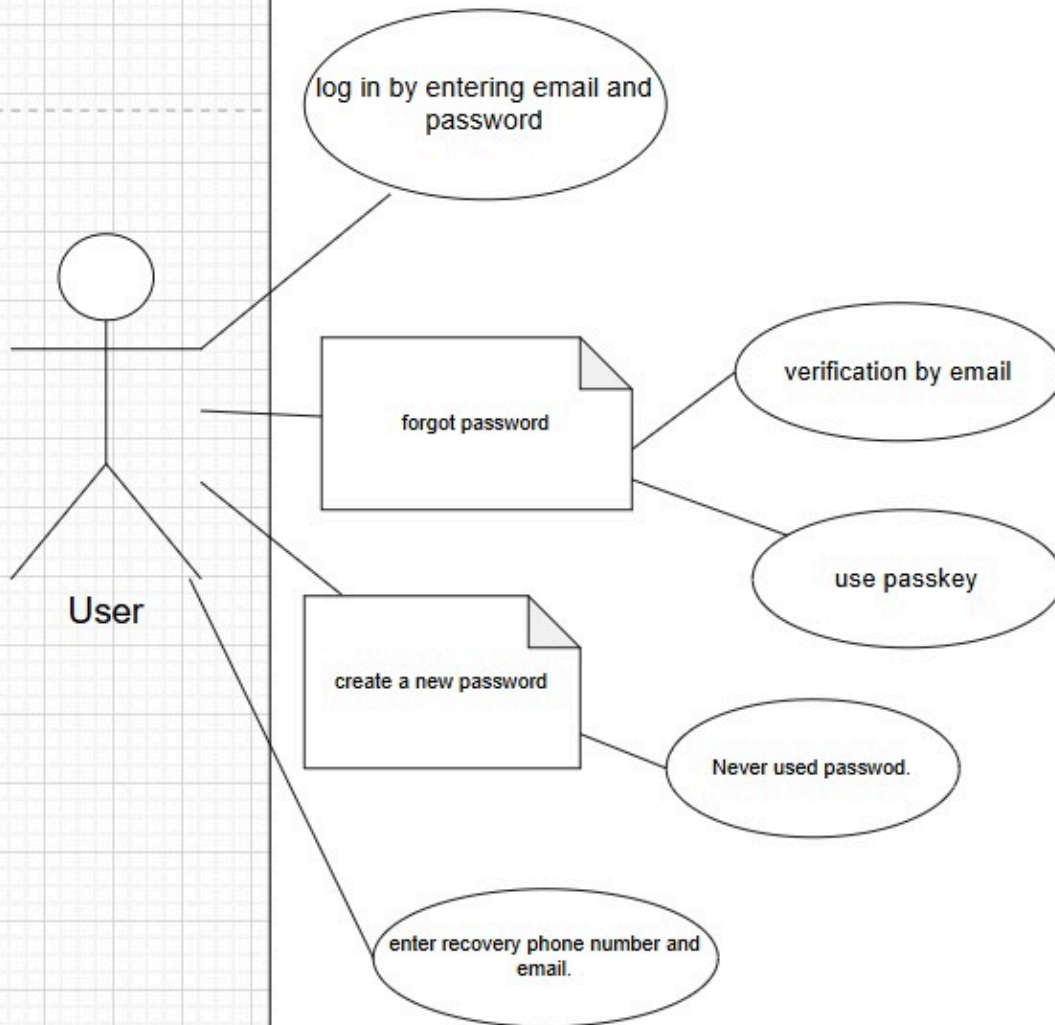 log in by entering email and
password
forgot password
verification by email
use passkey
User
create a new password
Never used passwod.
enter recovery phone number and
email.